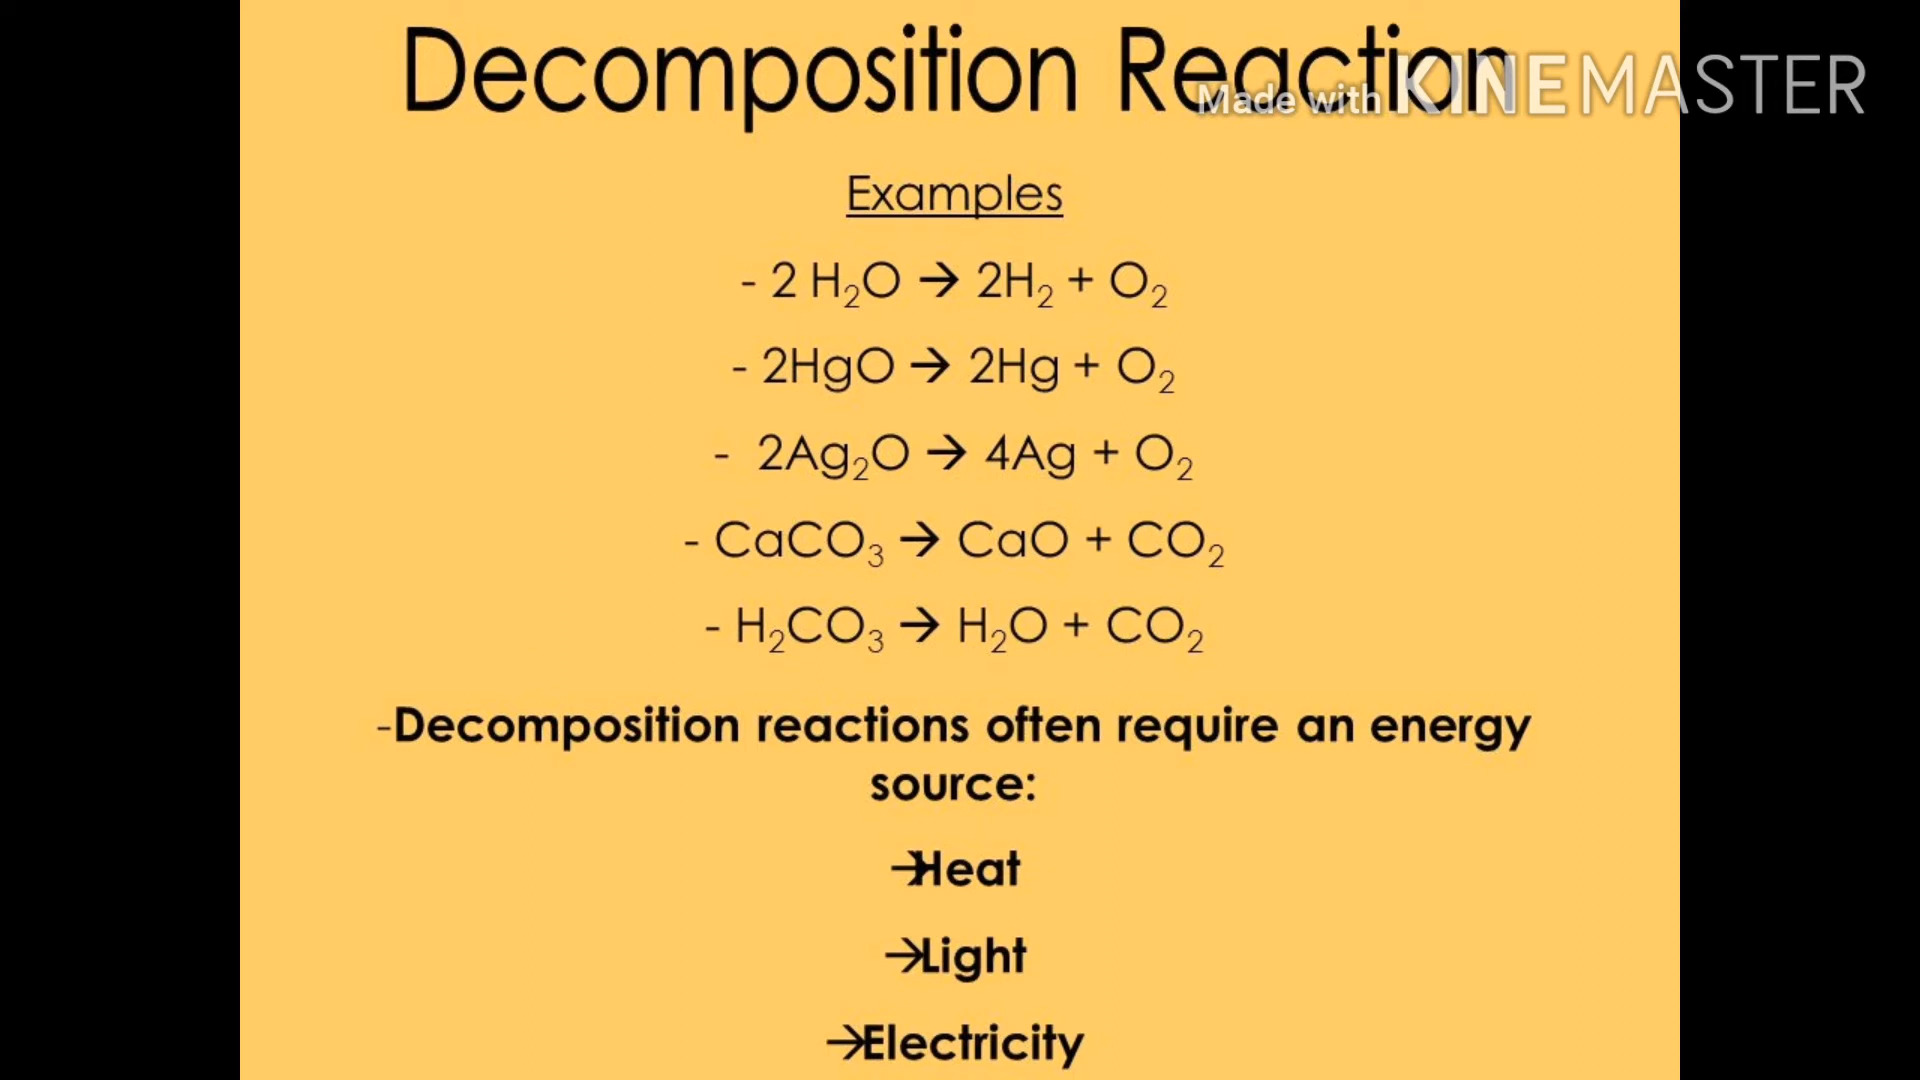 Decomposition Reaction
Made with KINEMASTER
Examples
- 2 H₂O → 2H₂ + O₂
- 2HgO → 2Hg + O₂
- 2Ag₂O → 4Ag + O₂
- CaCO₃ → CaO + CO₂
- H₂CO₃ → H₂O + CO₂
-Decomposition reactions often require an energy
source:
→Heat
→Light
→Electricity